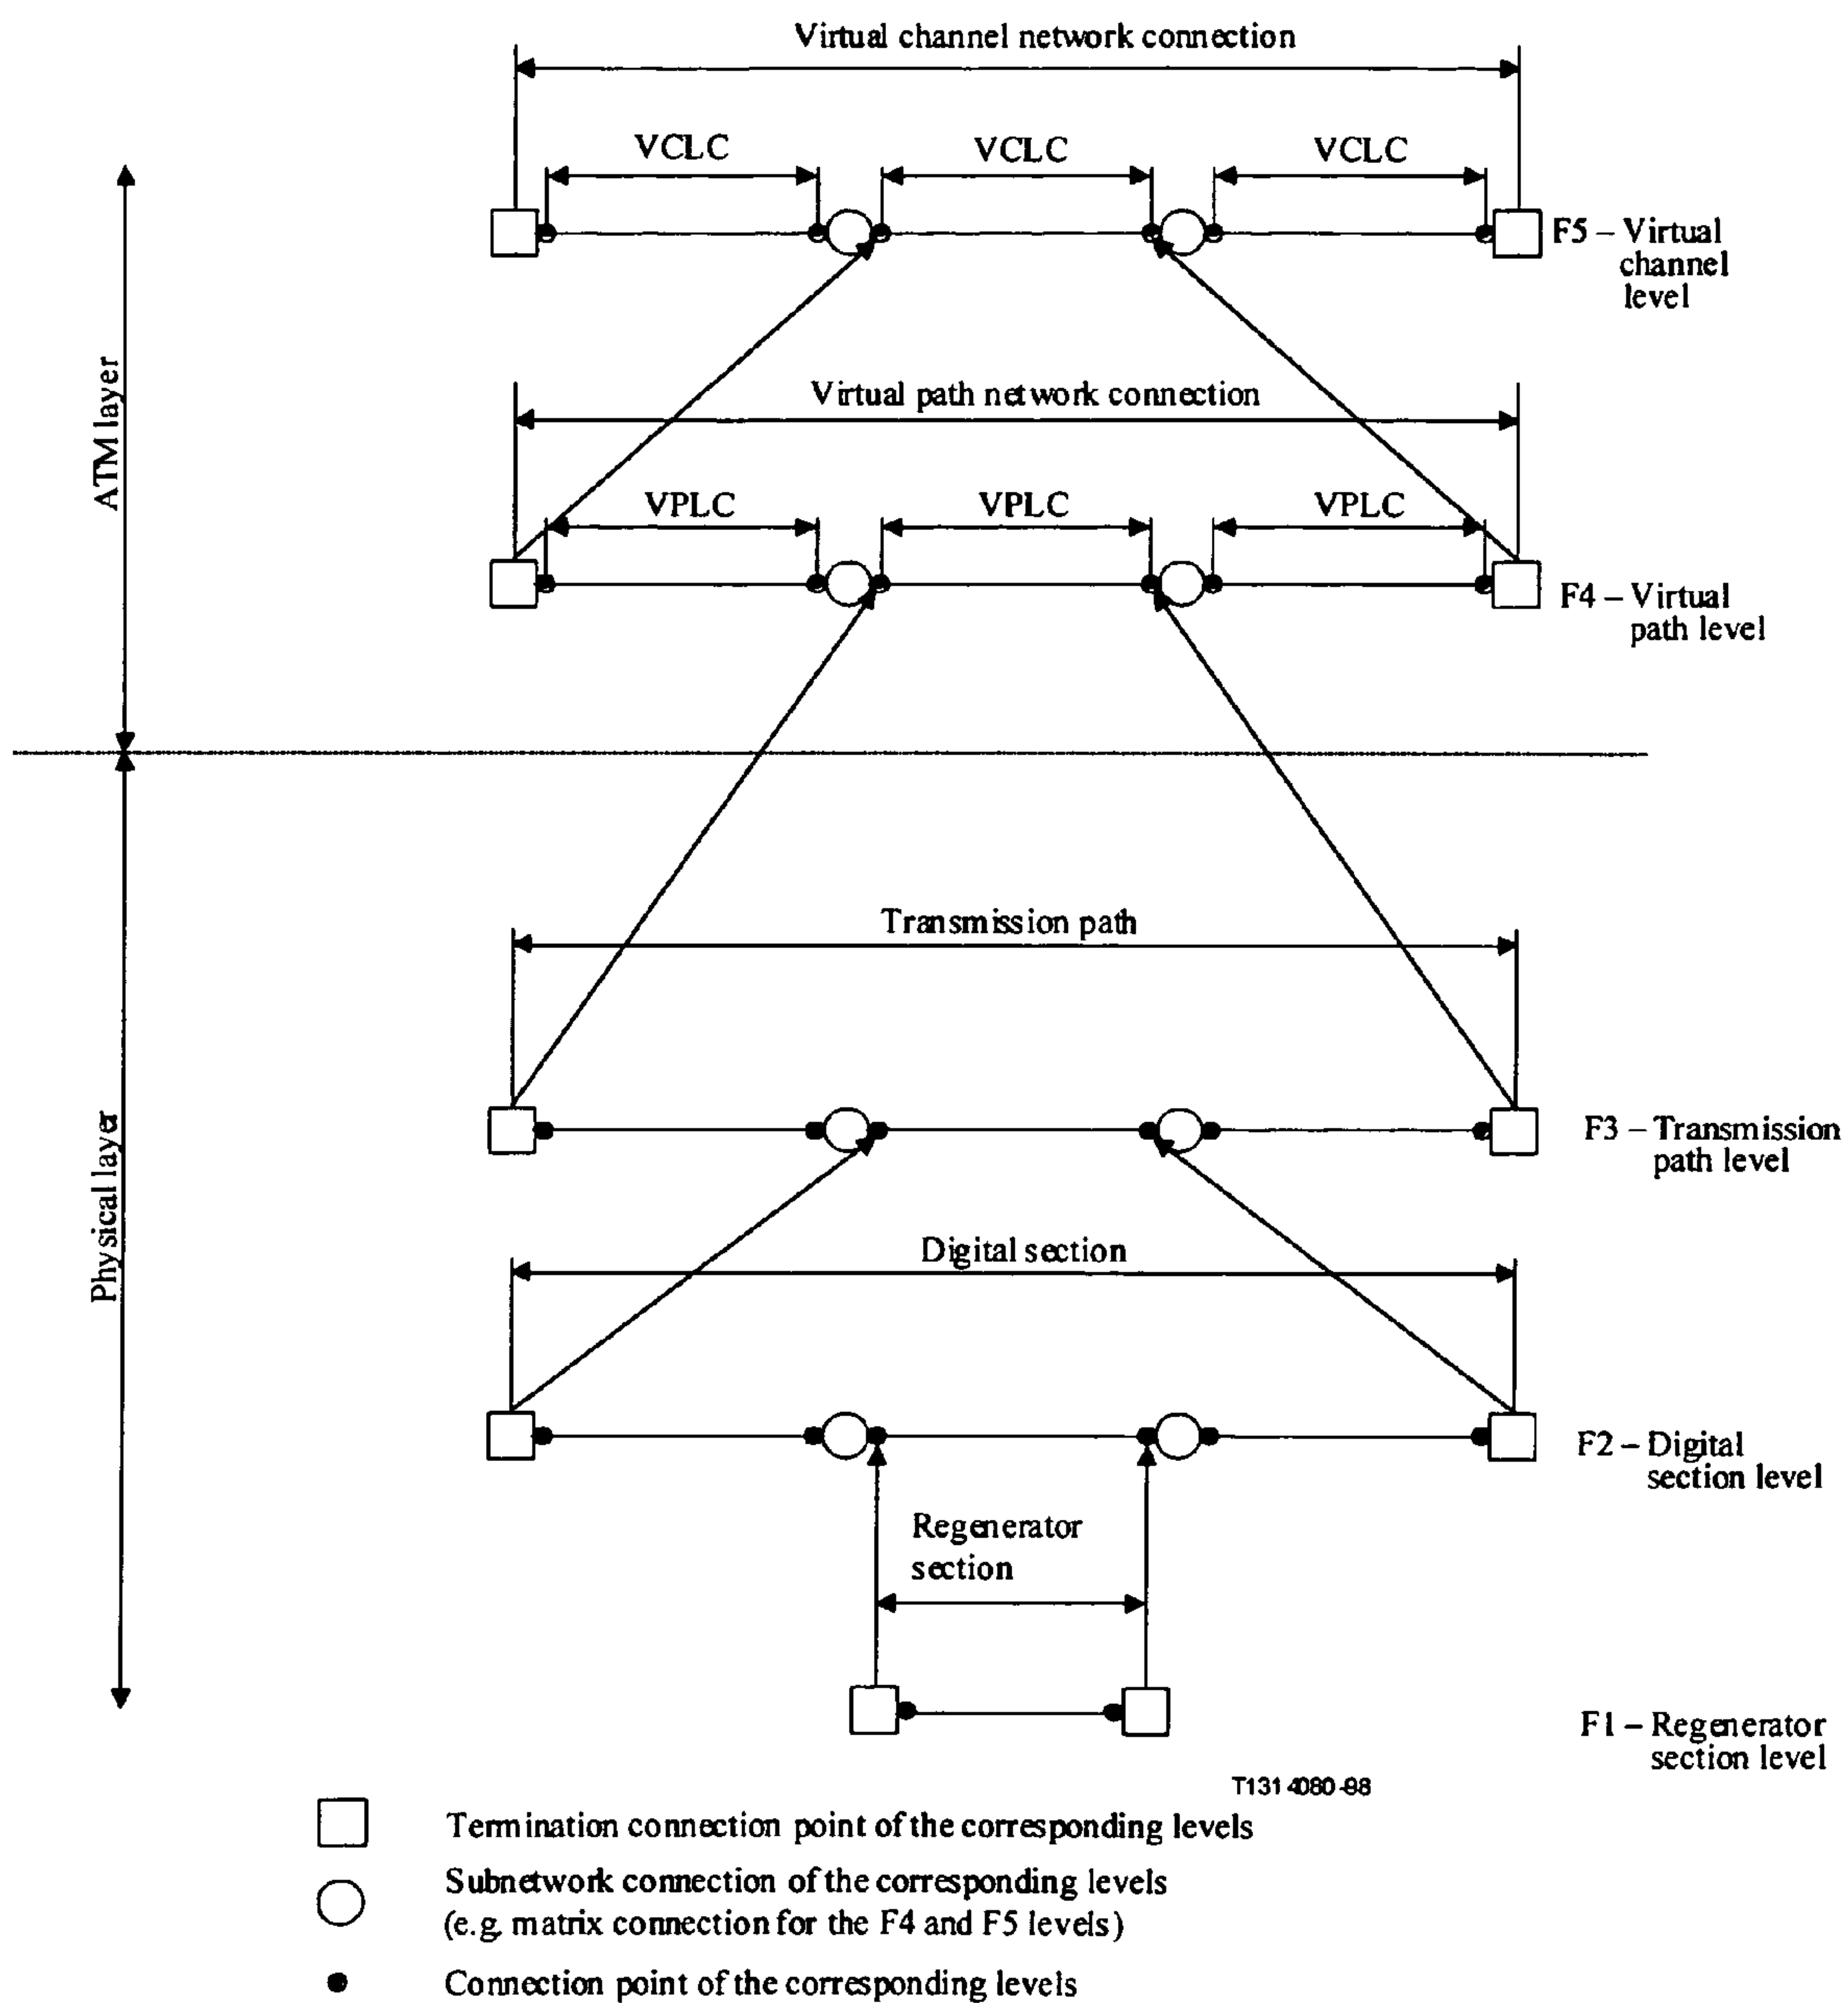 Virtual channel network connection
VCLC VCLC VCLC
F5 – Virtual
channel
level
ATM layer
Virtual path network connection
VPLC VPLC VPLC
F4 – Virtual
path level
Transmission path
Physical layer
F3 – Transmission
path level
Digital section
F2 – Digital
section level
Regenerator
section
F1 – Regenerator
section level
T1314080-98
Termination connection point of the corresponding levels
Subnetwork connection of the corresponding levels
(e.g. matrix connection for the F4 and F5 levels)
Connection point of the corresponding levels